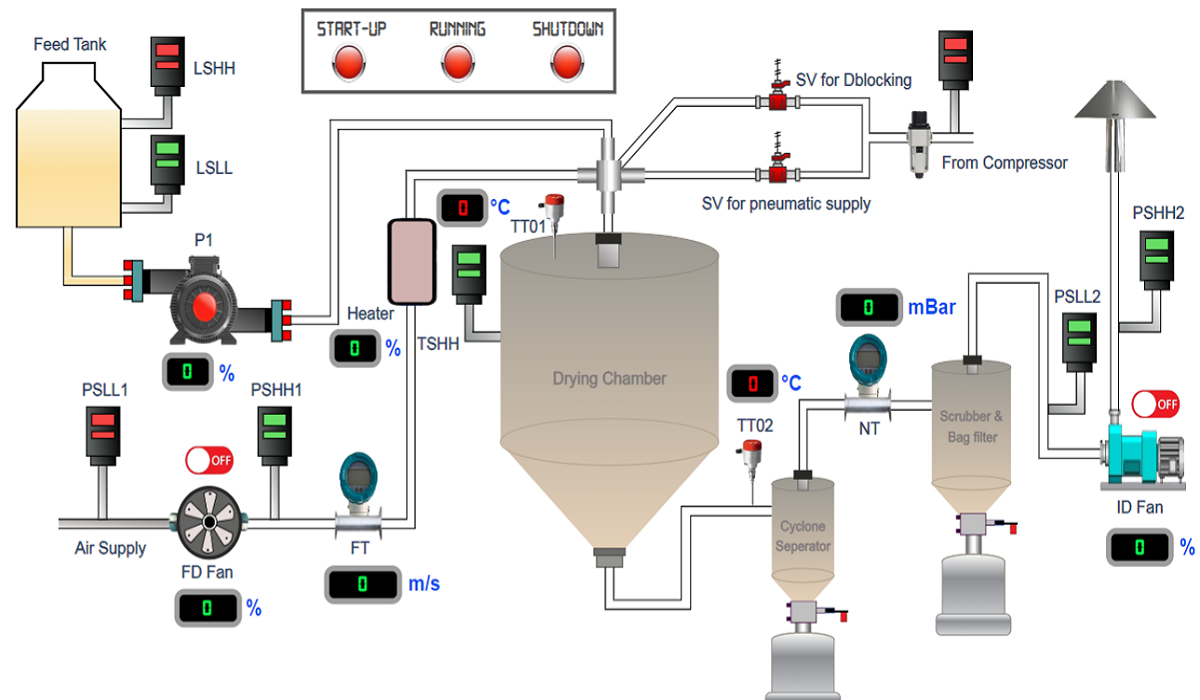 START-UP RUNNING SHUTDOWN
Feed Tank
LSHH
LSLL
SV for Dblocking
From Compressor
SV for pneumatic supply
0 °C
TT01
P1
0 %
Heater
0 %
TSHH
Drying Chamber
PSHH2
PSLL2
0 mBar
NT
0 °C
TT02
Scrubber &
Bag filter
OFF
ID Fan
0 %
PSLL1
PSHH1
OFF
Air Supply
FD Fan
0 %
FT
0 m/s
Cyclone
Seperator